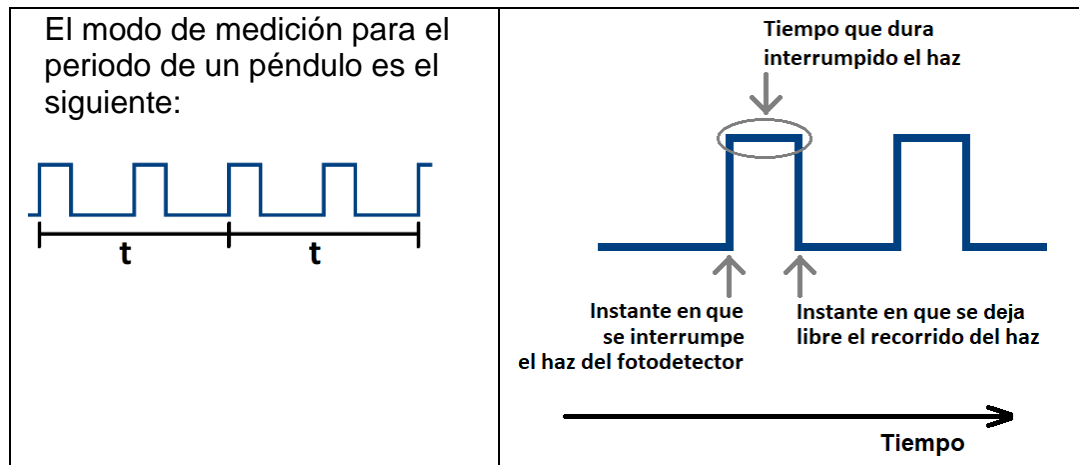 El modo de medición para el
periodo de un péndulo es el
siguiente:
t
t
Tiempo que dura
interrumpido el haz
Instante en que
se interrumpe
el haz del fotodetector
Instante en que se deja
libre el recorrido del haz
Tiempo